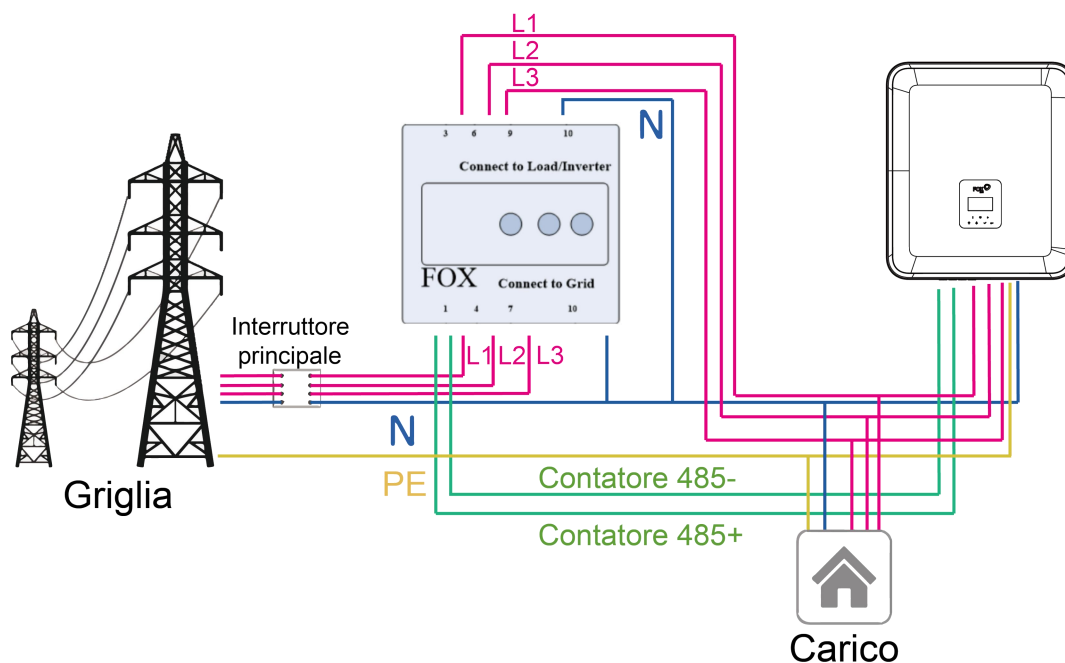 L1
L2
L3
N
3 6 9 10
Connect to Load/Inverter
FOX
Connect to Grid
1 4 7 10
Interruttore
principale
L1 L2 L3
N
PE
Griglia
Contatore 485-
Contatore 485+
Carico